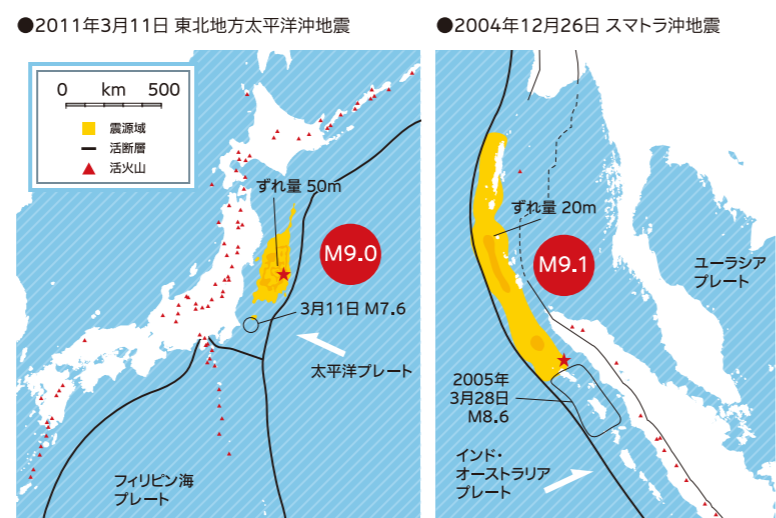 ●2011年3月11日 東北地方太平洋沖地震
0 km 500
震源域
活断層
活火山
ずれ量 50m
M9.0
3月11日 M7.6
太平洋プレート
フィリピン海
プレート
●2004年12月26日 スマトラ沖地震
ずれ量 20m
M9.1
ユーラシア
プレート
2005年
3月28日
M8.6
インド・
オーストラリア
プレート